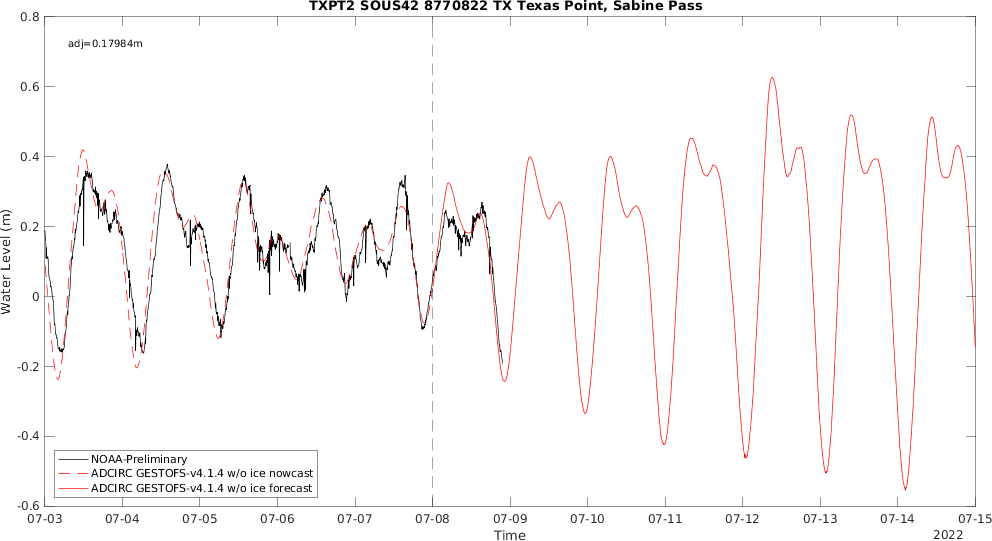 TXPT2 SOUS42 8770822 TX Texas Point, Sabine Pass
adj=0.17984m
0.8
0.6
0.4
0.2
0
-0.2
-0.4
-0.6
Water Level (m)
NOAA-Preliminary
ADCIRC GESTOFS-v4.1.4 w/o ice nowcast
ADCIRC GESTOFS-v4.1.4 w/o ice forecast
07-03 07-04 07-05 07-06 07-07 07-08 07-09 07-10 07-11 07-12 07-13 07-14 07-15
Time
2022